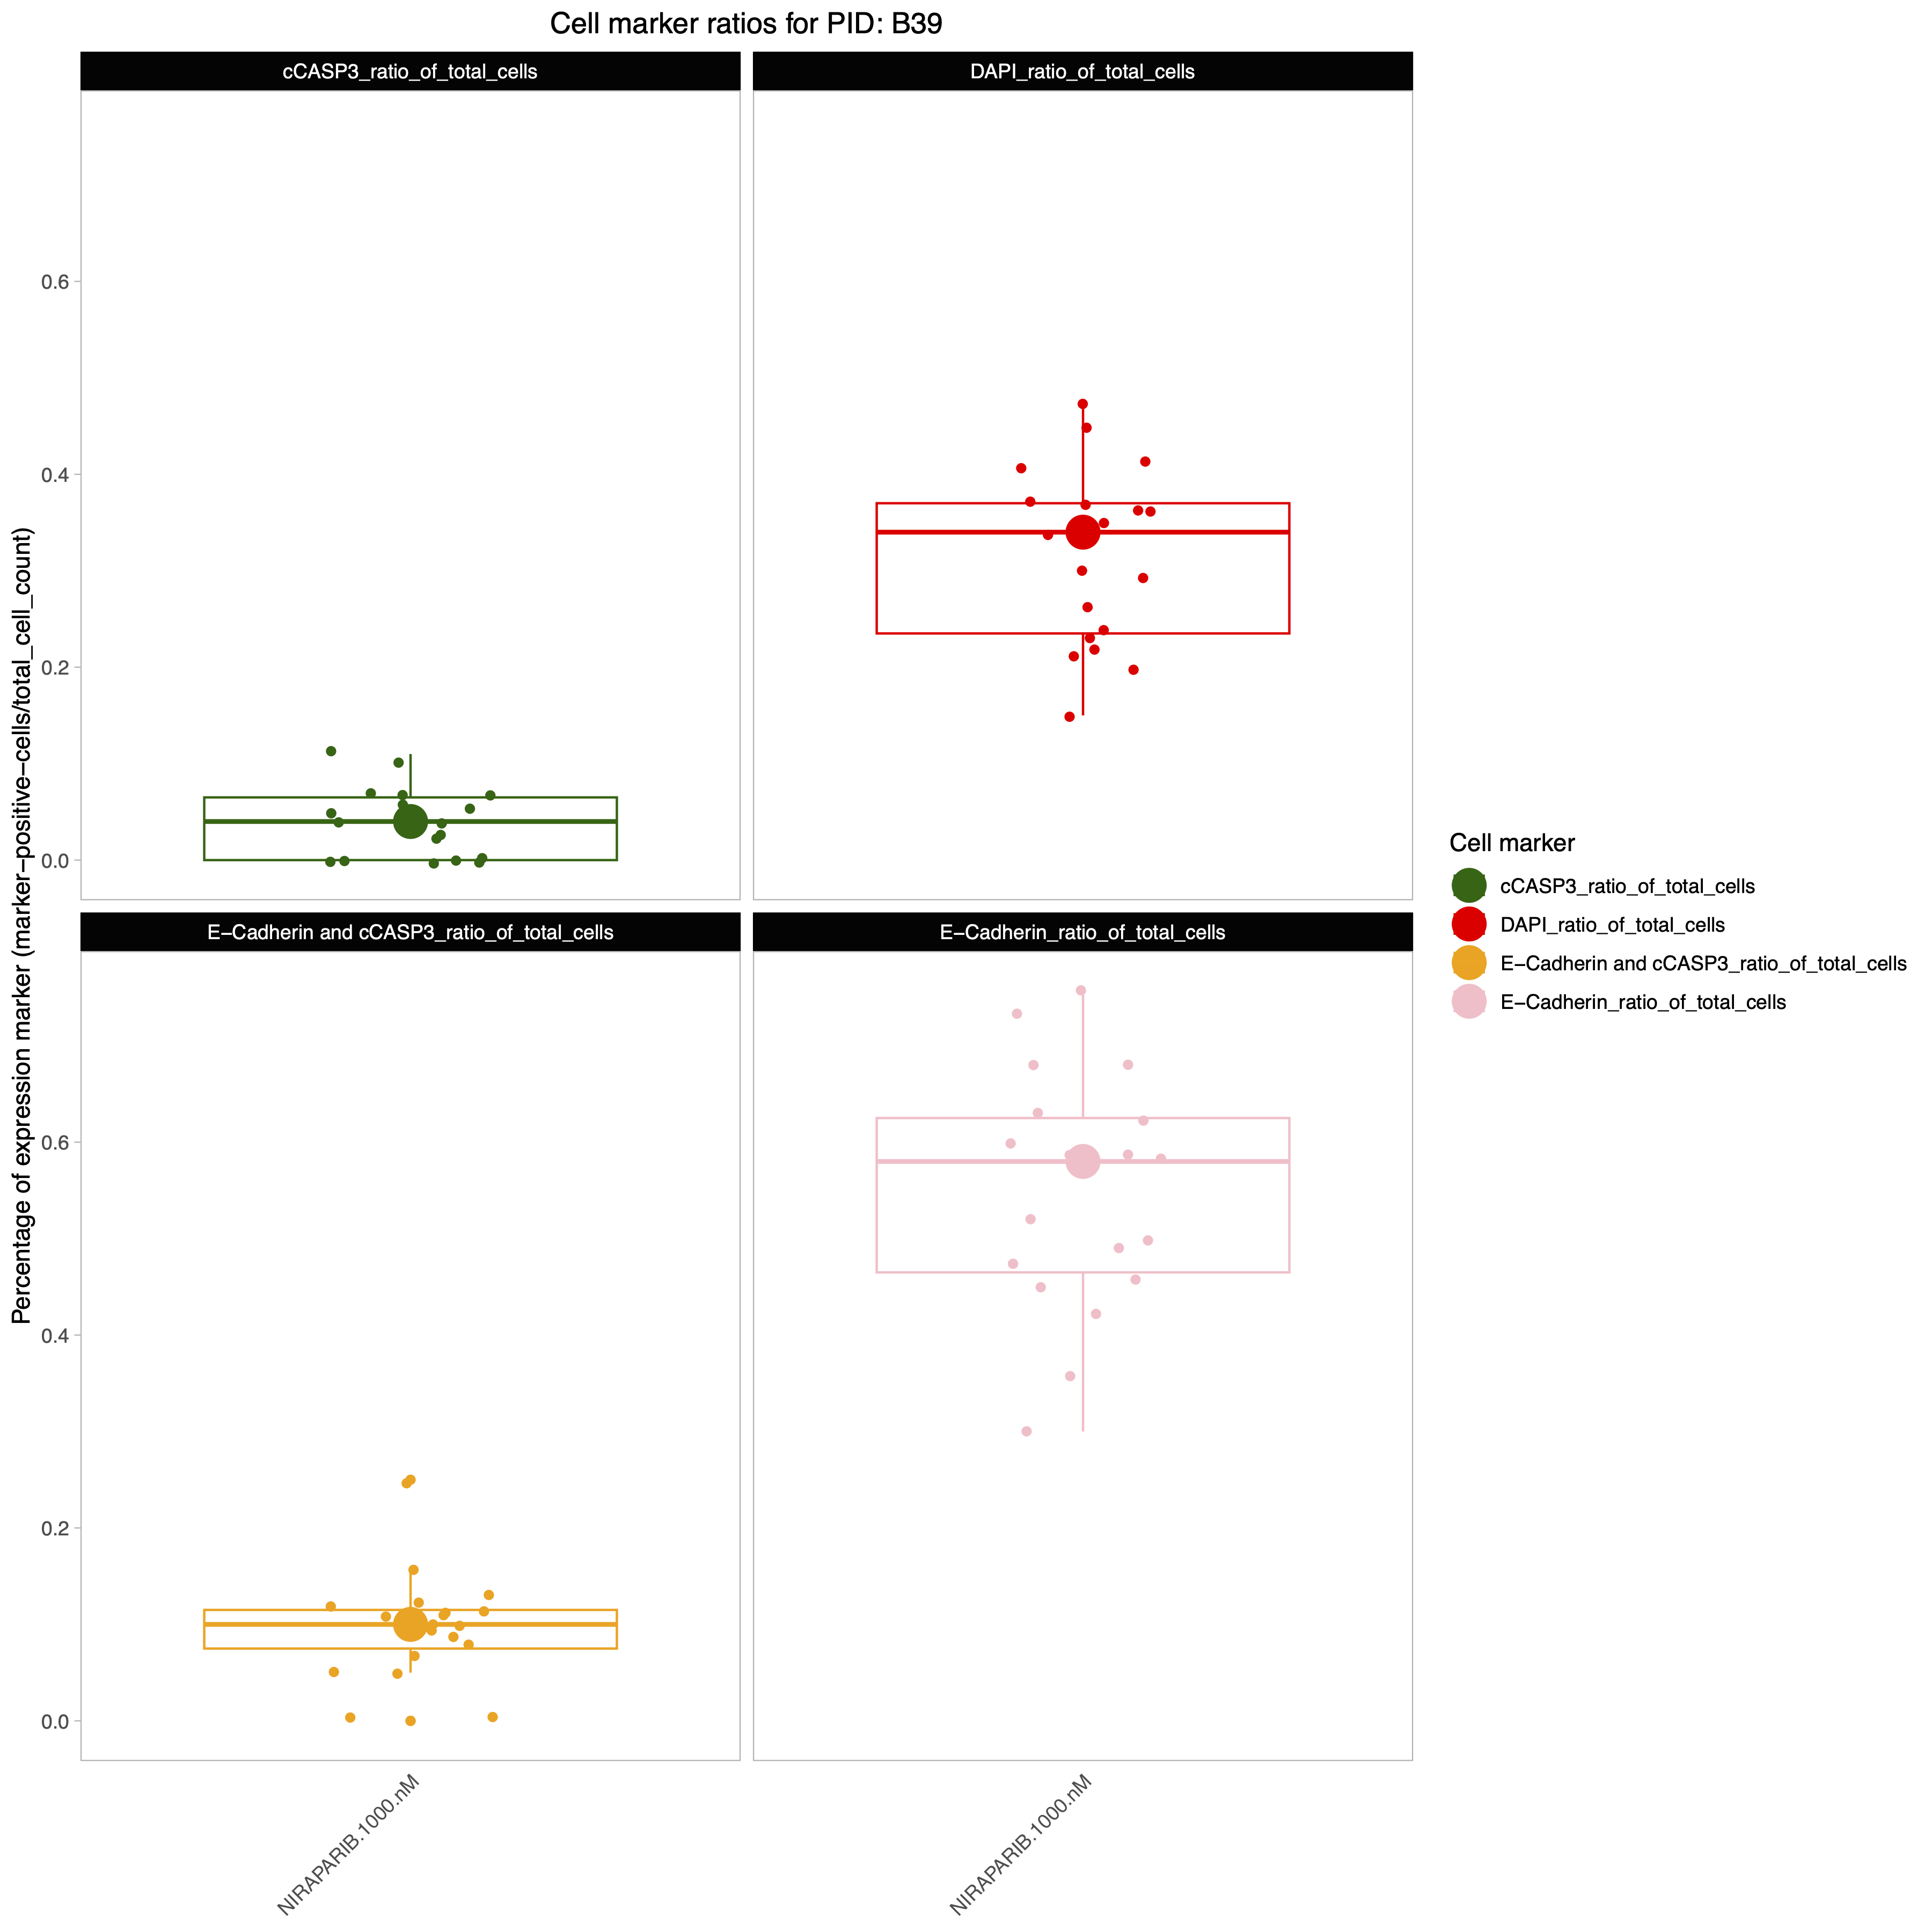 Cell marker ratios for PID: B39
cCASP3_ratio_of_total_cells
DAPI_ratio_of_total_cells
0.6
0.4
0.2
0.0
E−Cadherin and cCASP3_ratio_of_total_cells
E−Cadherin_ratio_of_total_cells
0.6
0.4
0.2
0.0
Percentage of expression marker (marker−positive−cells/total_cell_count)
NIRAPARIB.1000.nM
NIRAPARIB.1000.nM
Cell marker
cCASP3_ratio_of_total_cells
DAPI_ratio_of_total_cells
E−Cadherin and cCASP3_ratio_of_total_cells
E−Cadherin_ratio_of_total_cells